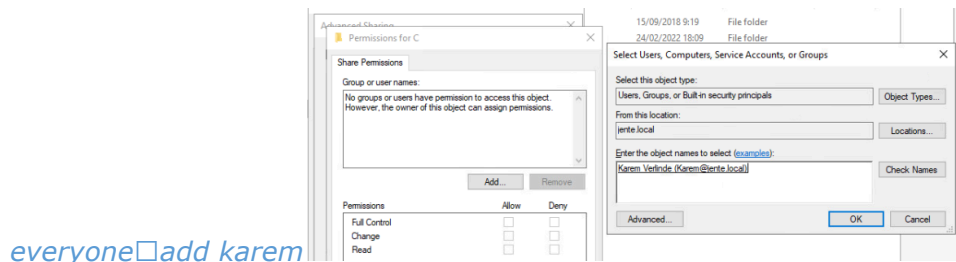 15/09/2018 9:19 File folder
24/02/2022 18:09 File folder
Advanced Sharing
Permissions for C
Share Permissions
Group or user names:
No groups or users have permission to access this object.
However, the owner of this object can assign permissions.
Add... Remove
Permissions Allow Deny
Full Control
Change
Read
Select Users, Computers, Service Accounts, or Groups
Select this object type:
Users, Groups, or Built-in security principals
Object Types...
From this location:
jente.local
Locations...
Enter the object names to select (examples):
Karem Verlinde (Karem@jente.local)
Check Names
Advanced... OK Cancel
everyone□add karem